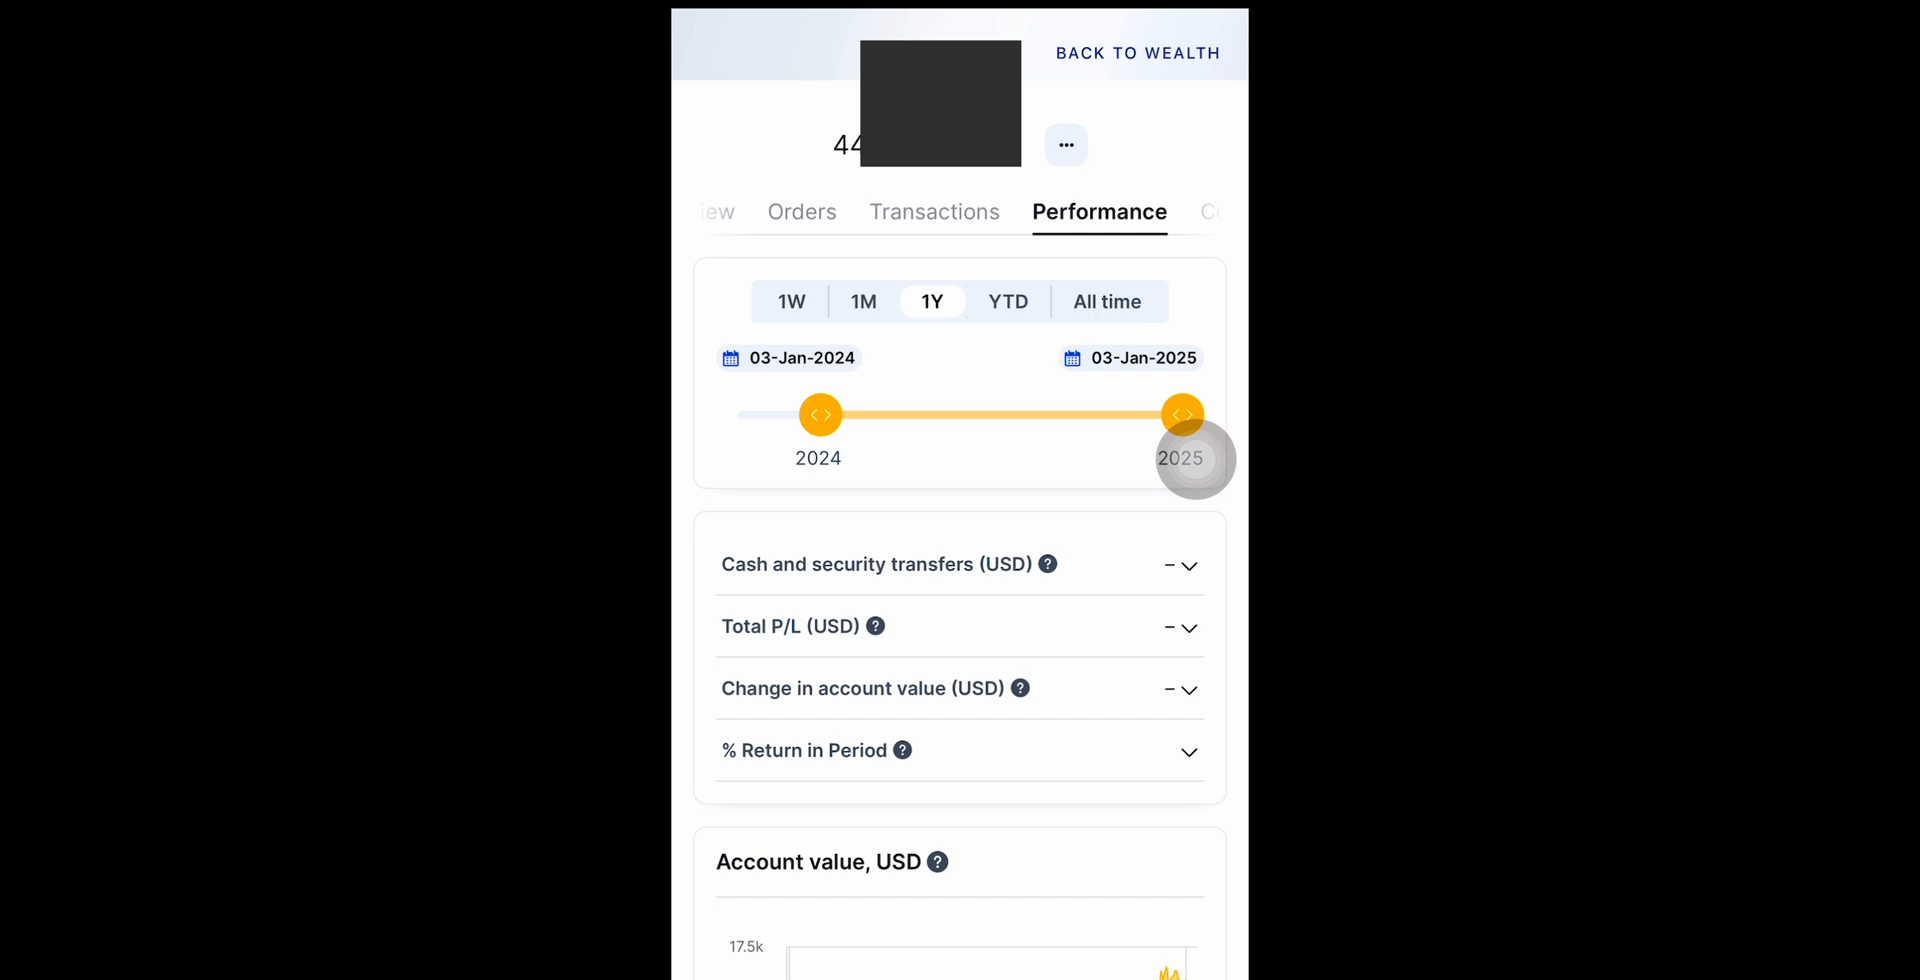 BACK TO WEALTH
44
Orders Transactions Performance
1W 1M 1Y YTD All time
03-Jan-2024 03-Jan-2025
2024 2025
Cash and security transfers (USD) ? –
Total P/L (USD) ? –
Change in account value (USD) ? –
% Return in Period ?
Account value, USD ?
17.5k